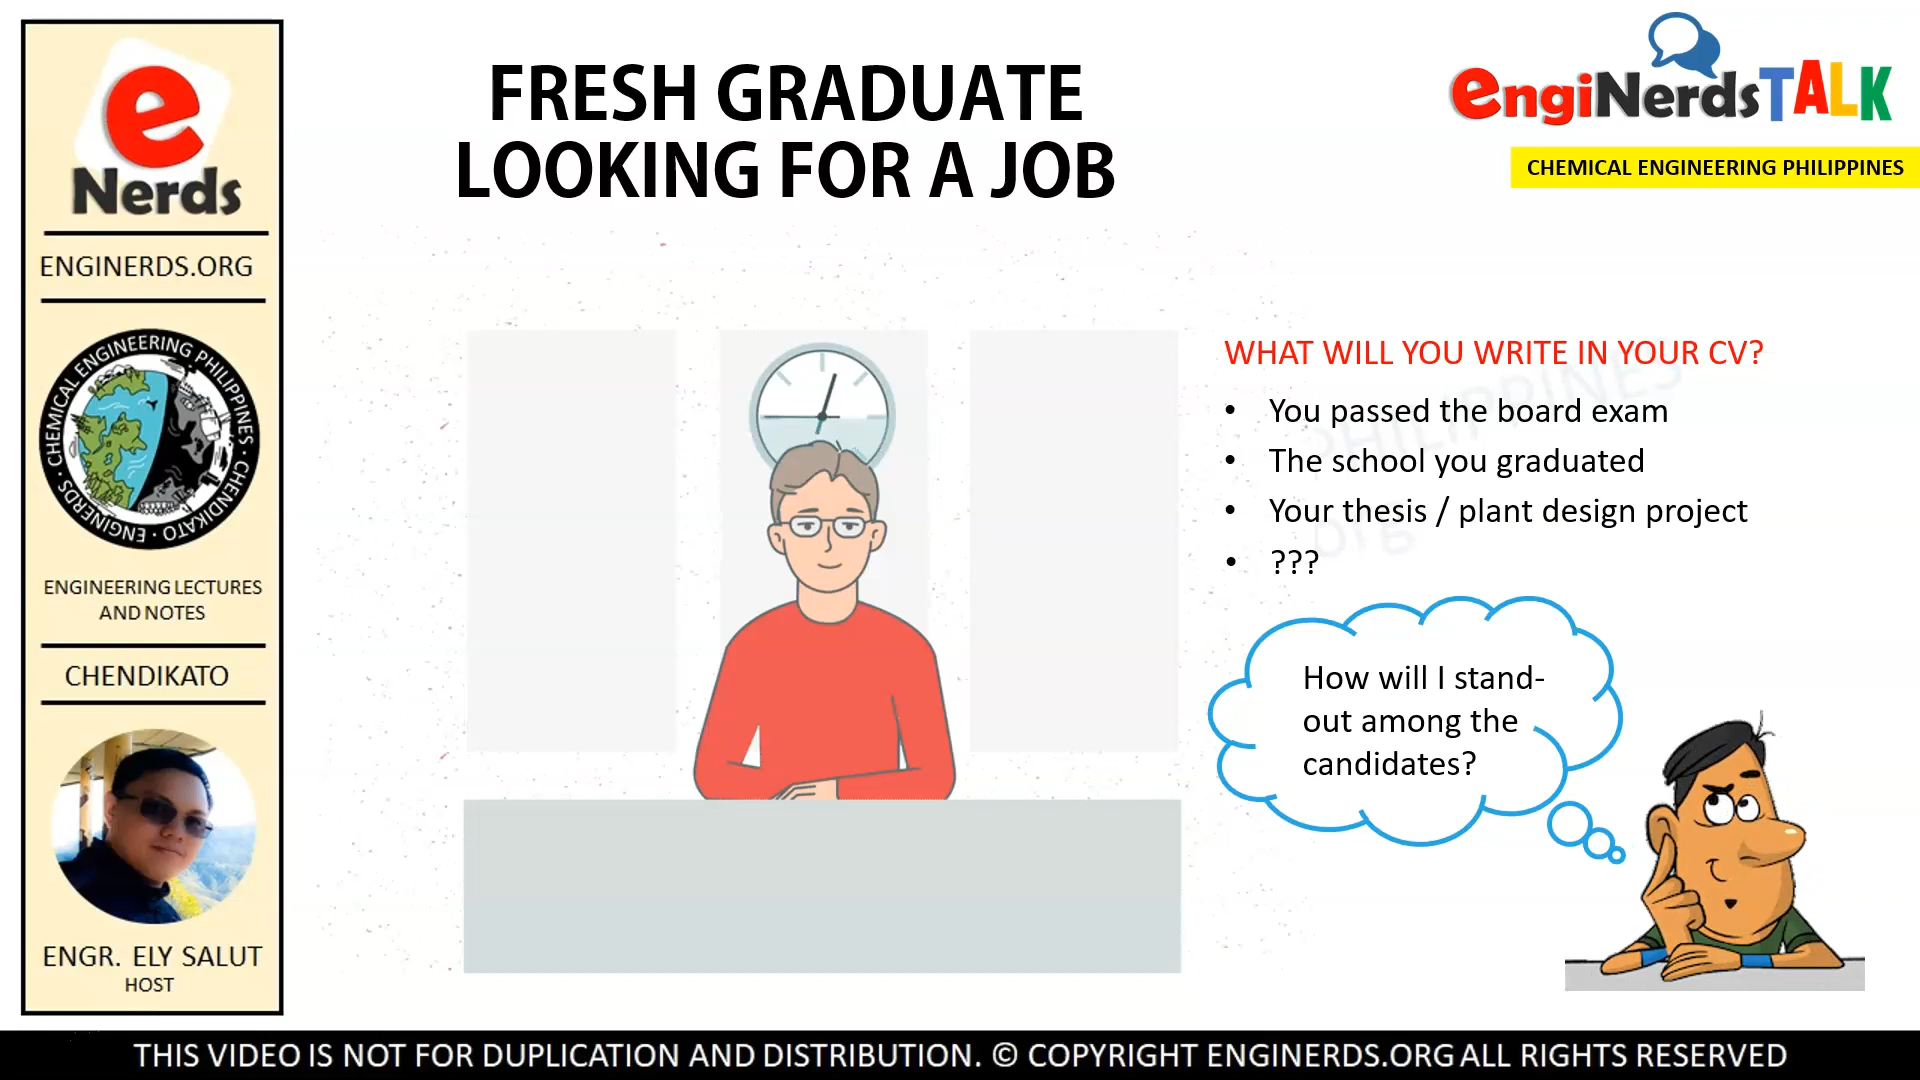 e
Nerds
ENGINERDS.ORG
CHEMICAL ENGINEERING PHILIPPINES · CHENDIKATO · ENGINERDS ·
ENGINEERING LECTURES
AND NOTES
CHENDIKATO
ENGR. ELY SALUT
HOST
FRESH GRADUATE
LOOKING FOR A JOB
engiNerdsTALK
CHEMICAL ENGINEERING PHILIPPINES
WHAT WILL YOU WRITE IN YOUR CV?
• You passed the board exam
• The school you graduated
• Your thesis / plant design project
• ???
PHILIPPINES
org
How will I stand-
out among the
candidates?
THIS VIDEO IS NOT FOR DUPLICATION AND DISTRIBUTION. © COPYRIGHT ENGINERDS.ORG ALL RIGHTS RESERVED